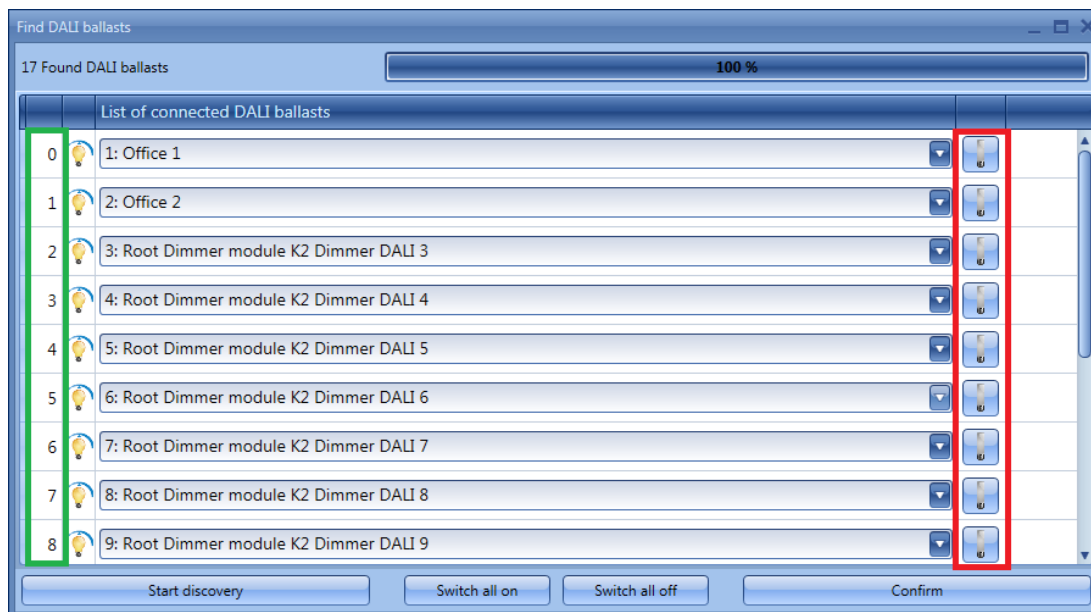 Find DALI ballasts
17 Found DALI ballasts
100 %
List of connected DALI ballasts
0 1: Office 1
1 2: Office 2
2 3: Root Dimmer module K2 Dimmer DALI 3
3 4: Root Dimmer module K2 Dimmer DALI 4
4 5: Root Dimmer module K2 Dimmer DALI 5
5 6: Root Dimmer module K2 Dimmer DALI 6
6 7: Root Dimmer module K2 Dimmer DALI 7
7 8: Root Dimmer module K2 Dimmer DALI 8
8 9: Root Dimmer module K2 Dimmer DALI 9
Start discovery Switch all on Switch all off Confirm